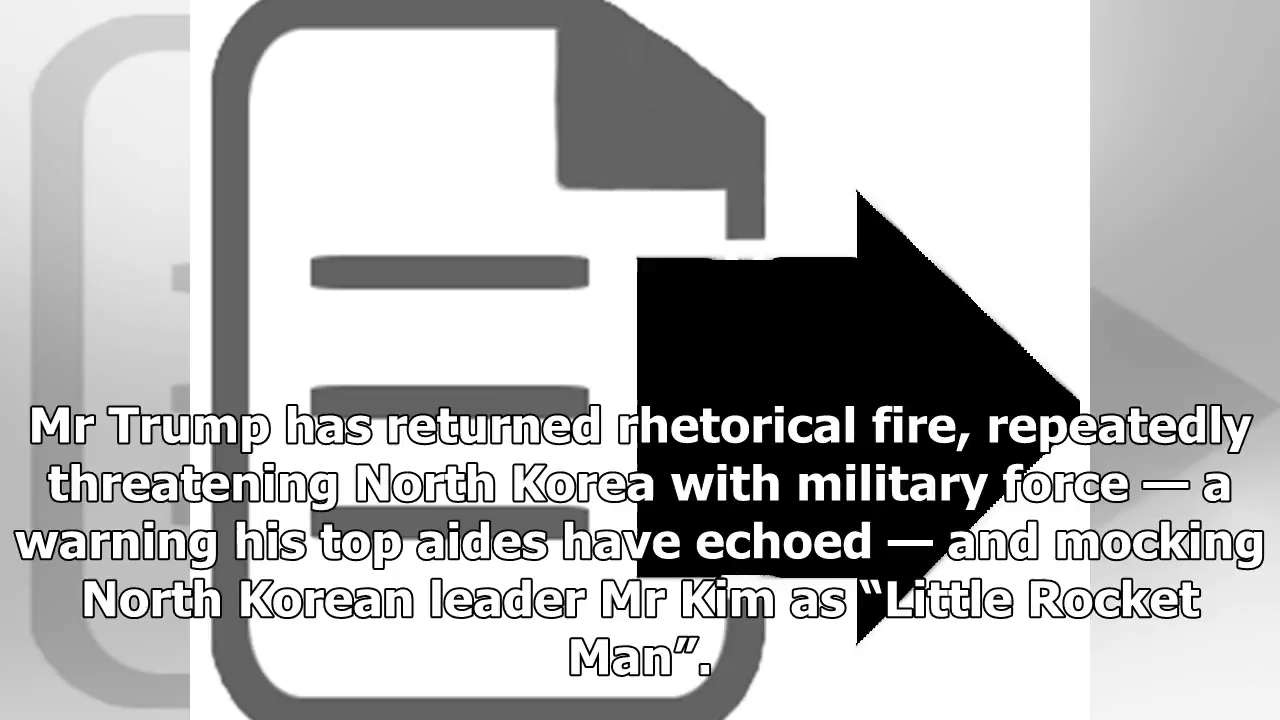 Mr Trump has returned rhetorical fire, repeatedly
threatening North Korea with military force — a
warning his top aides have echoed — and mocking
North Korean leader Mr Kim as “Little Rocket
Man”.